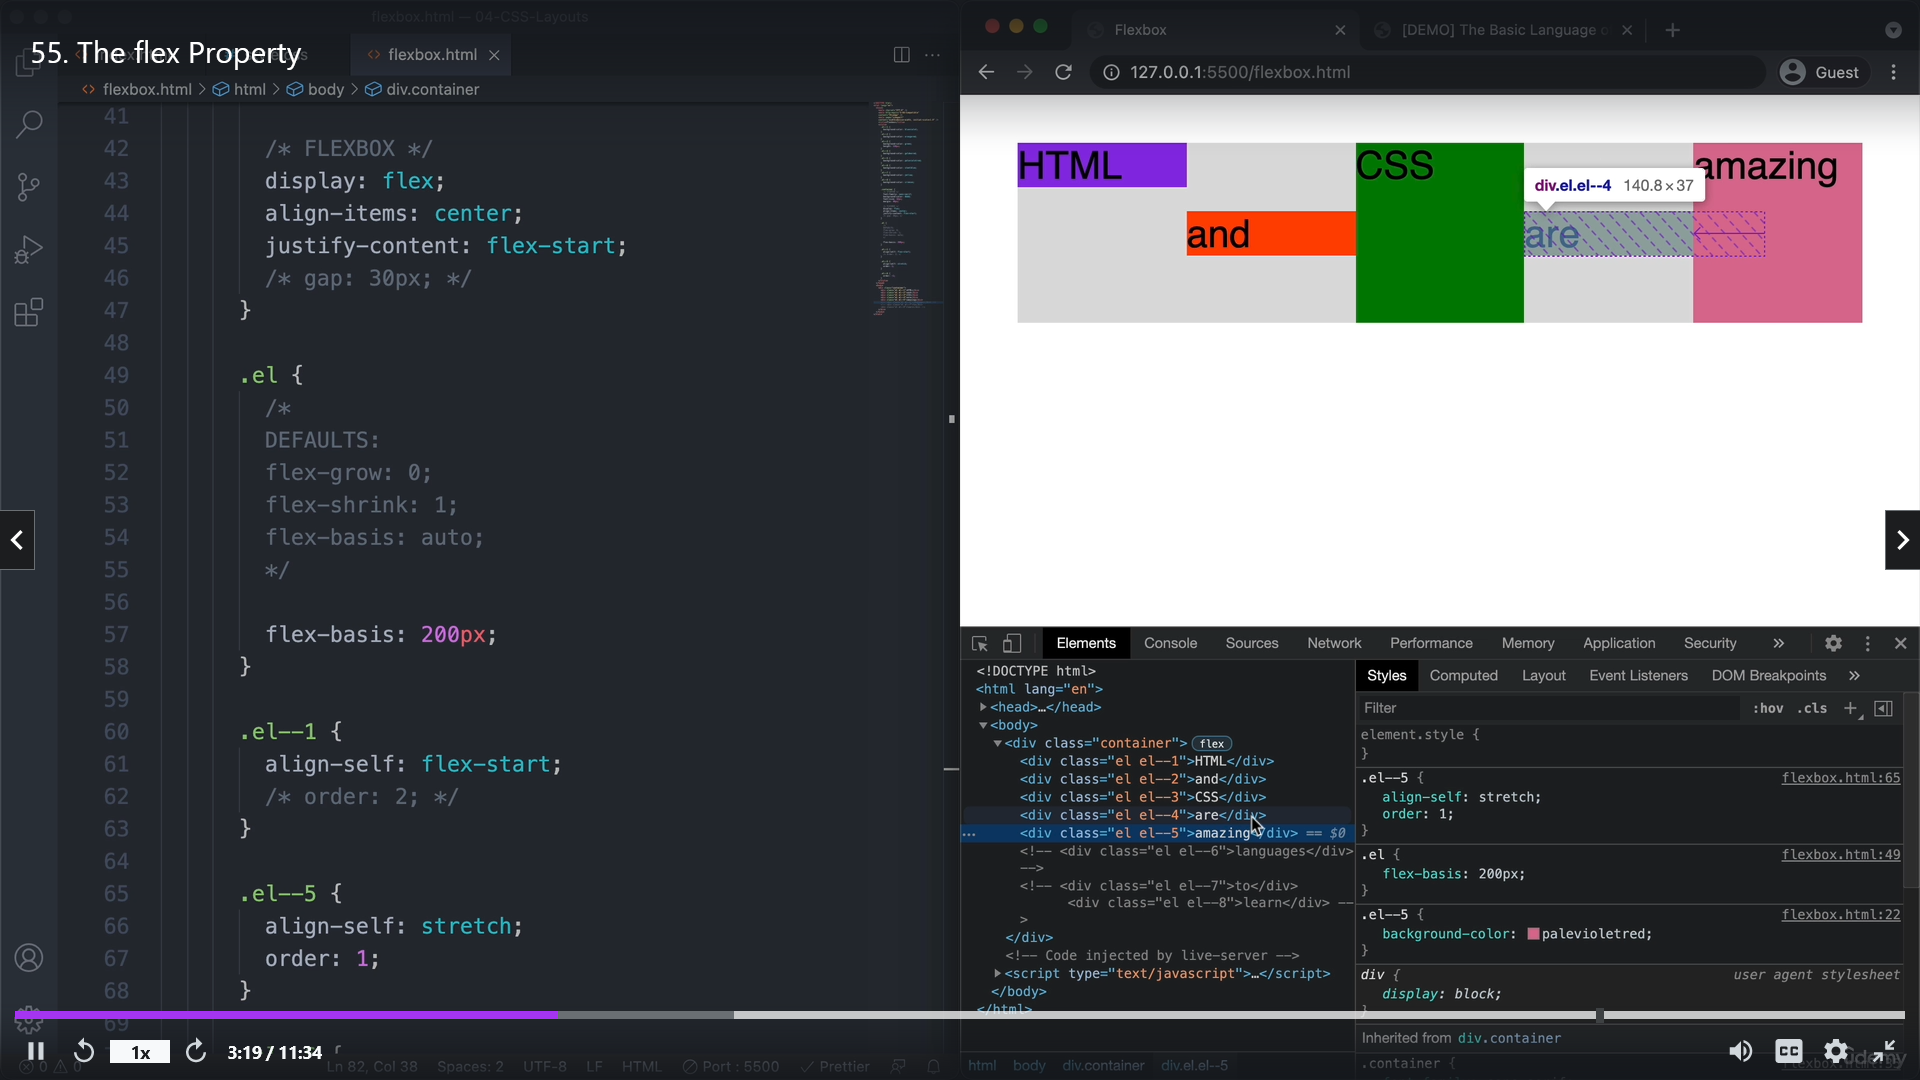 flexbox.html — 04-CSS-Layouts
55. The flex Property
flexbox.html
flexbox.html > html > body > div.container
41
42 /* FLEXBOX */
43 display: flex;
44 align-items: center;
45 justify-content: flex-start;
46 /* gap: 30px; */
47 }
48
49 .el {
50 /*
51 DEFAULTS:
52 flex-grow: 0;
53 flex-shrink: 1;
54 flex-basis: auto;
55 */
56
57 flex-basis: 200px;
58 }
59
60 .el--1 {
61 align-self: flex-start;
62 /* order: 2; */
63 }
64
65 .el--5 {
66 align-self: stretch;
67 order: 1;
68 }
69
1x
3:19 / 11:34
Ln 82, Col 38 Spaces: 2 UTF-8 LF HTML Port : 5500 Prettier
Flexbox
[DEMO] The Basic Language o
127.0.0.1:5500/flexbox.html
Guest
HTML
and
CSS
are
amazing
div.el.el--4 140.8×37
Elements Console Sources Network Performance Memory Application Security »
<!DOCTYPE html>
<html lang="en">
<head>…</head>
<body>
<div class="container"> flex
<div class="el el--1">HTML</div>
<div class="el el--2">and</div>
<div class="el el--3">CSS</div>
<div class="el el--4">are</div>
<div class="el el--5">amazing</div> == $0
<!-- <div class="el el--6">languages</div>
-->
<!-- <div class="el el--7">to</div>
<div class="el el--8">learn</div> --
>
</div>
<!-- Code injected by live-server -->
<script type="text/javascript">…</script>
</body>
</html>
html body div.container div.el.el--5
Styles Computed Layout Event Listeners DOM Breakpoints »
Filter :hov .cls
element.style {
}
.el--5 { flexbox.html:65
align-self: stretch;
order: 1;
}
.el { flexbox.html:49
flex-basis: 200px;
}
.el--5 { flexbox.html:22
background-color: palevioletred;
}
div { user agent stylesheet
display: block;
}
Inherited from div.container
.container {
CC
ûdemy